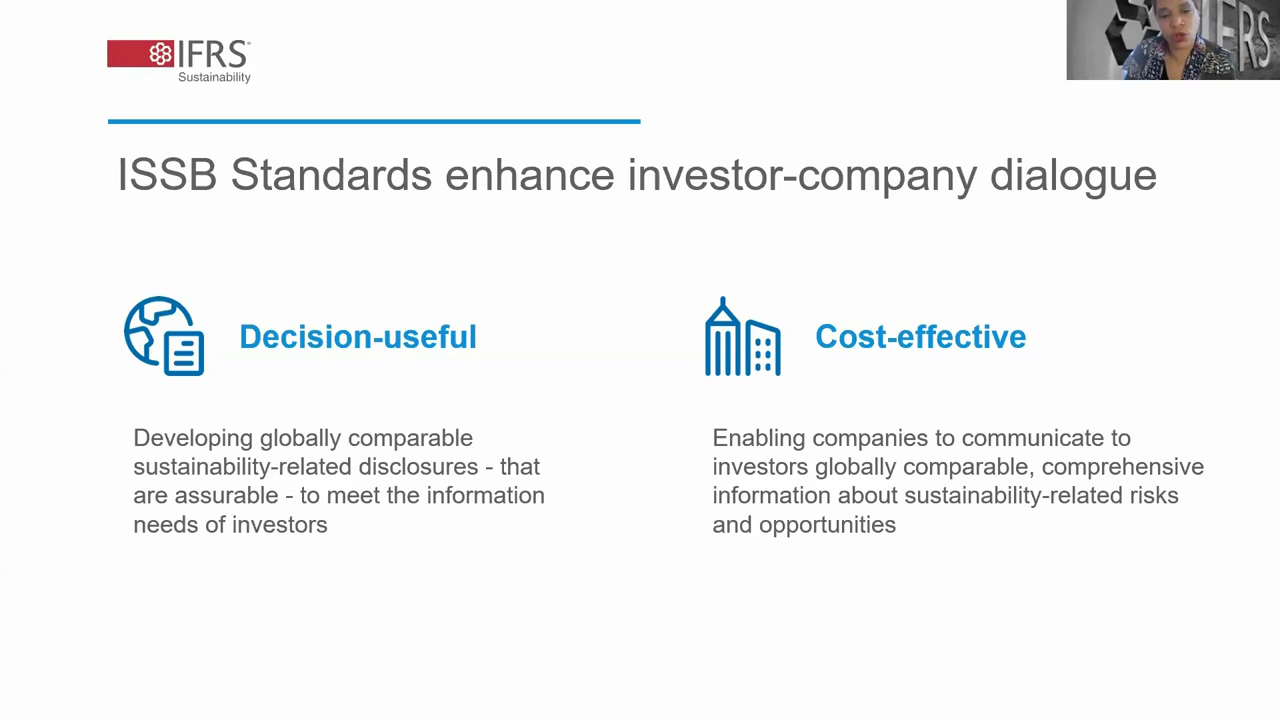 IFRS
Sustainability
IFRS
ISSB Standards enhance investor-company dialogue
Decision-useful
Developing globally comparable
sustainability-related disclosures - that
are assurable - to meet the information
needs of investors
Cost-effective
Enabling companies to communicate to
investors globally comparable, comprehensive
information about sustainability-related risks
and opportunities